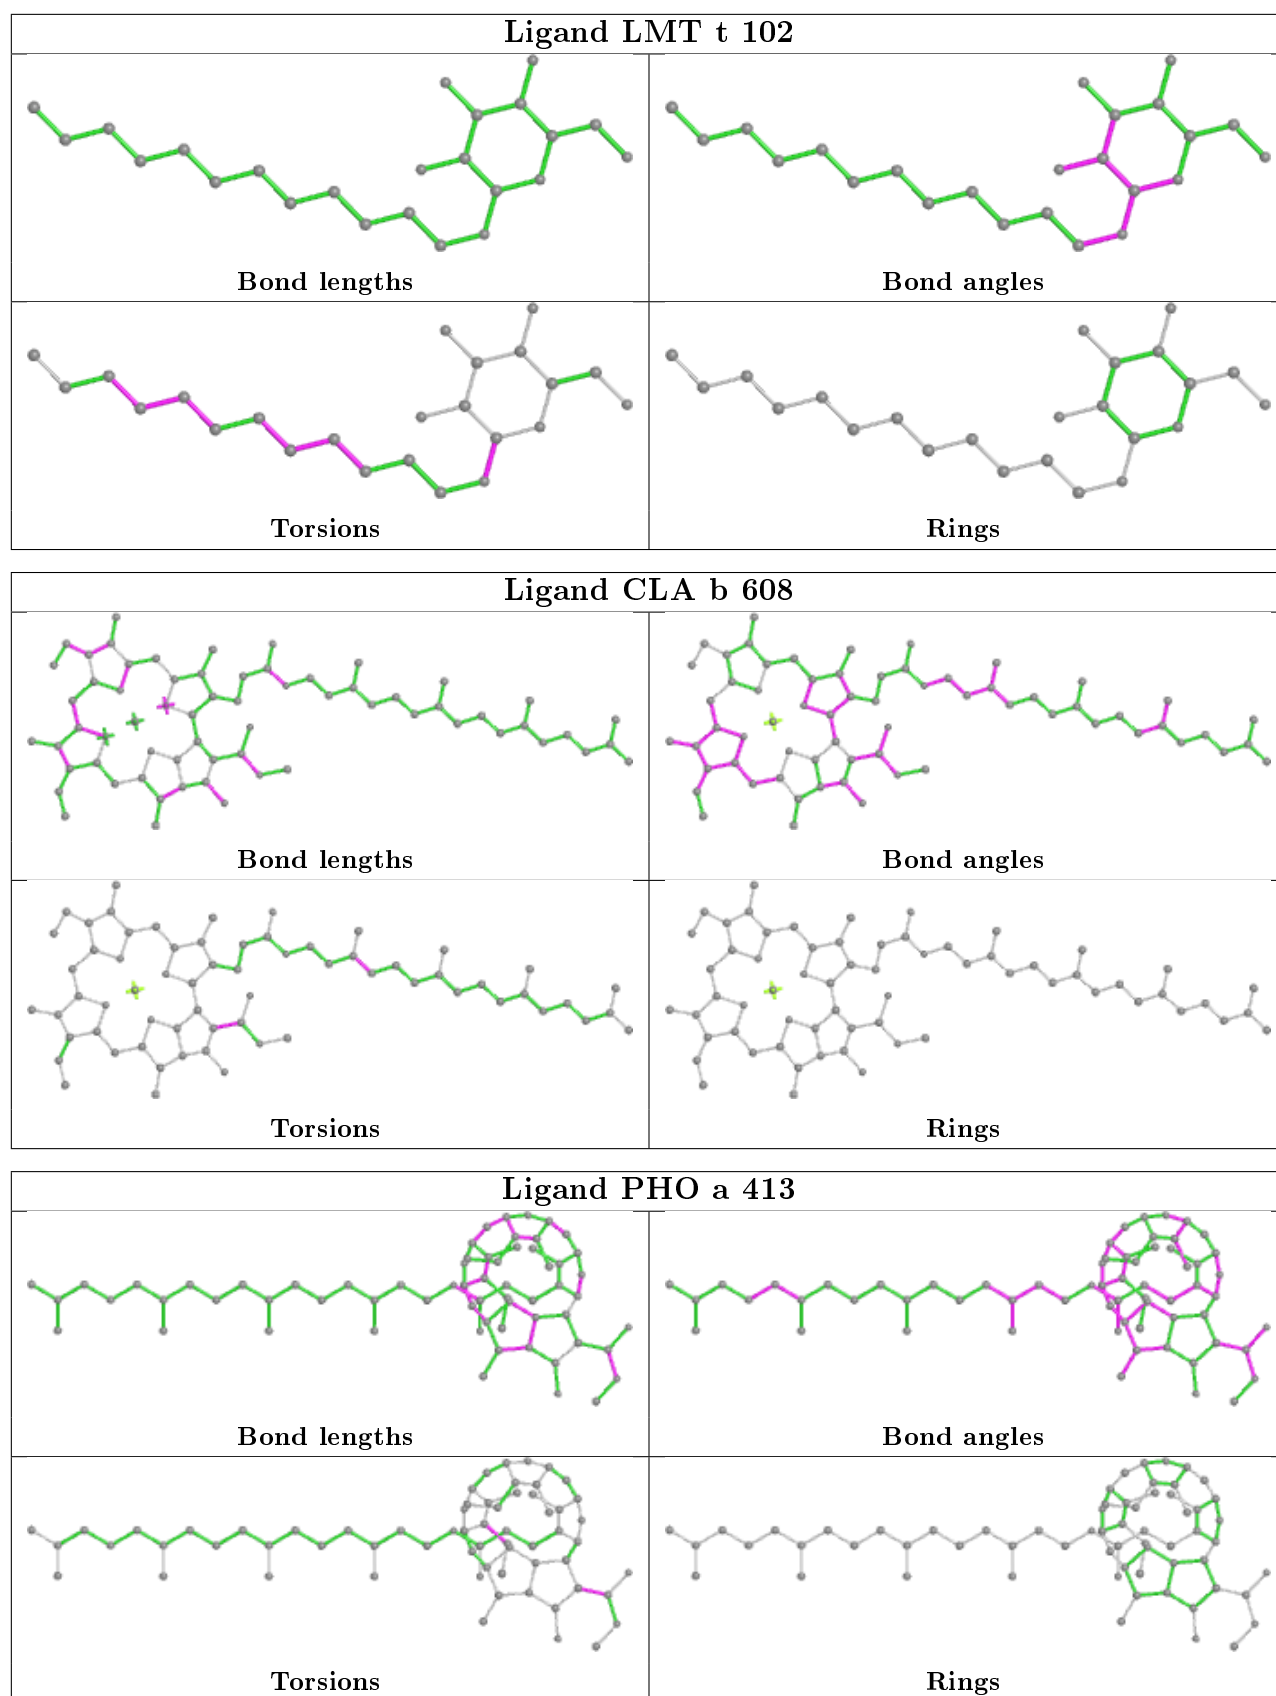 Ligand LMT t 102
Bond lengths
Bond angles
Torsions
Rings
Ligand CLA b 608
Bond lengths
Bond angles
Torsions
Rings
Ligand PHO a 413
Bond lengths
Bond angles
Torsions
Rings